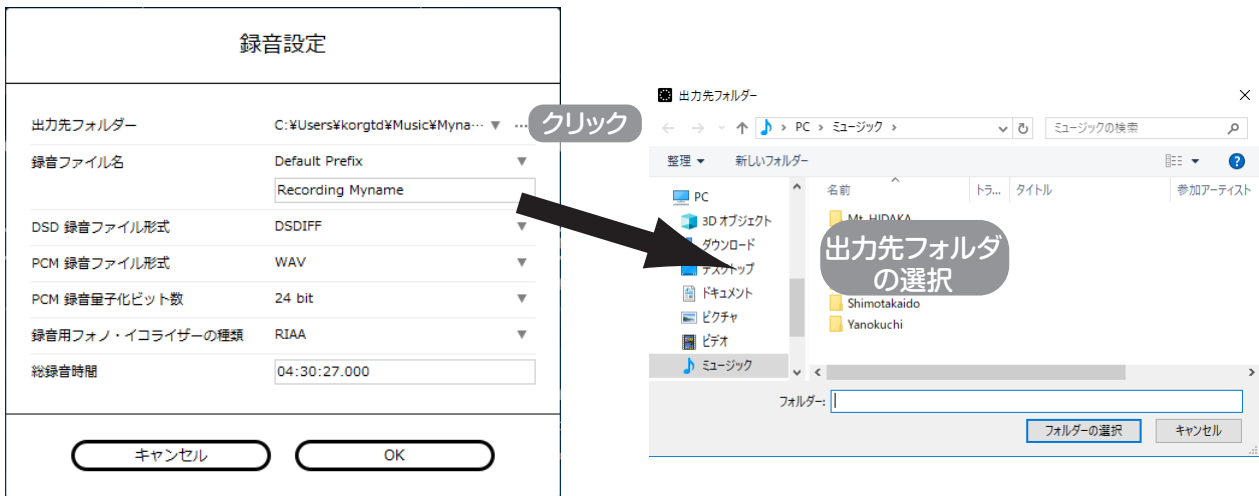 録音設定
出力先フォルダー C:¥Users¥korgtd¥Music¥Myna··· ▼ ···
録音ファイル名 Default Prefix ▼
Recording Myname
DSD 録音ファイル形式 DSDIFF ▼
PCM 録音ファイル形式 WAV ▼
PCM 録音量子化ビット数 24 bit ▼
録音用フォノ・イコライザーの種類 RIAA ▼
総録音時間 04:30:27.000
キャンセル OK
クリック
出力先フォルダー
PC › ミュージック ›
ミュージックの検索
整理 ▼ 新しいフォルダー
PC
3D オブジェクト
ダウンロード
デスクトップ
ドキュメント
ピクチャ
ビデオ
ミュージック
名前 トラ... タイトル 参加アーティスト
Mt. HIDAKA
出力先フォルダ
の選択
Shimotakaido
Yanokuchi
フォルダー:
フォルダーの選択 キャンセル